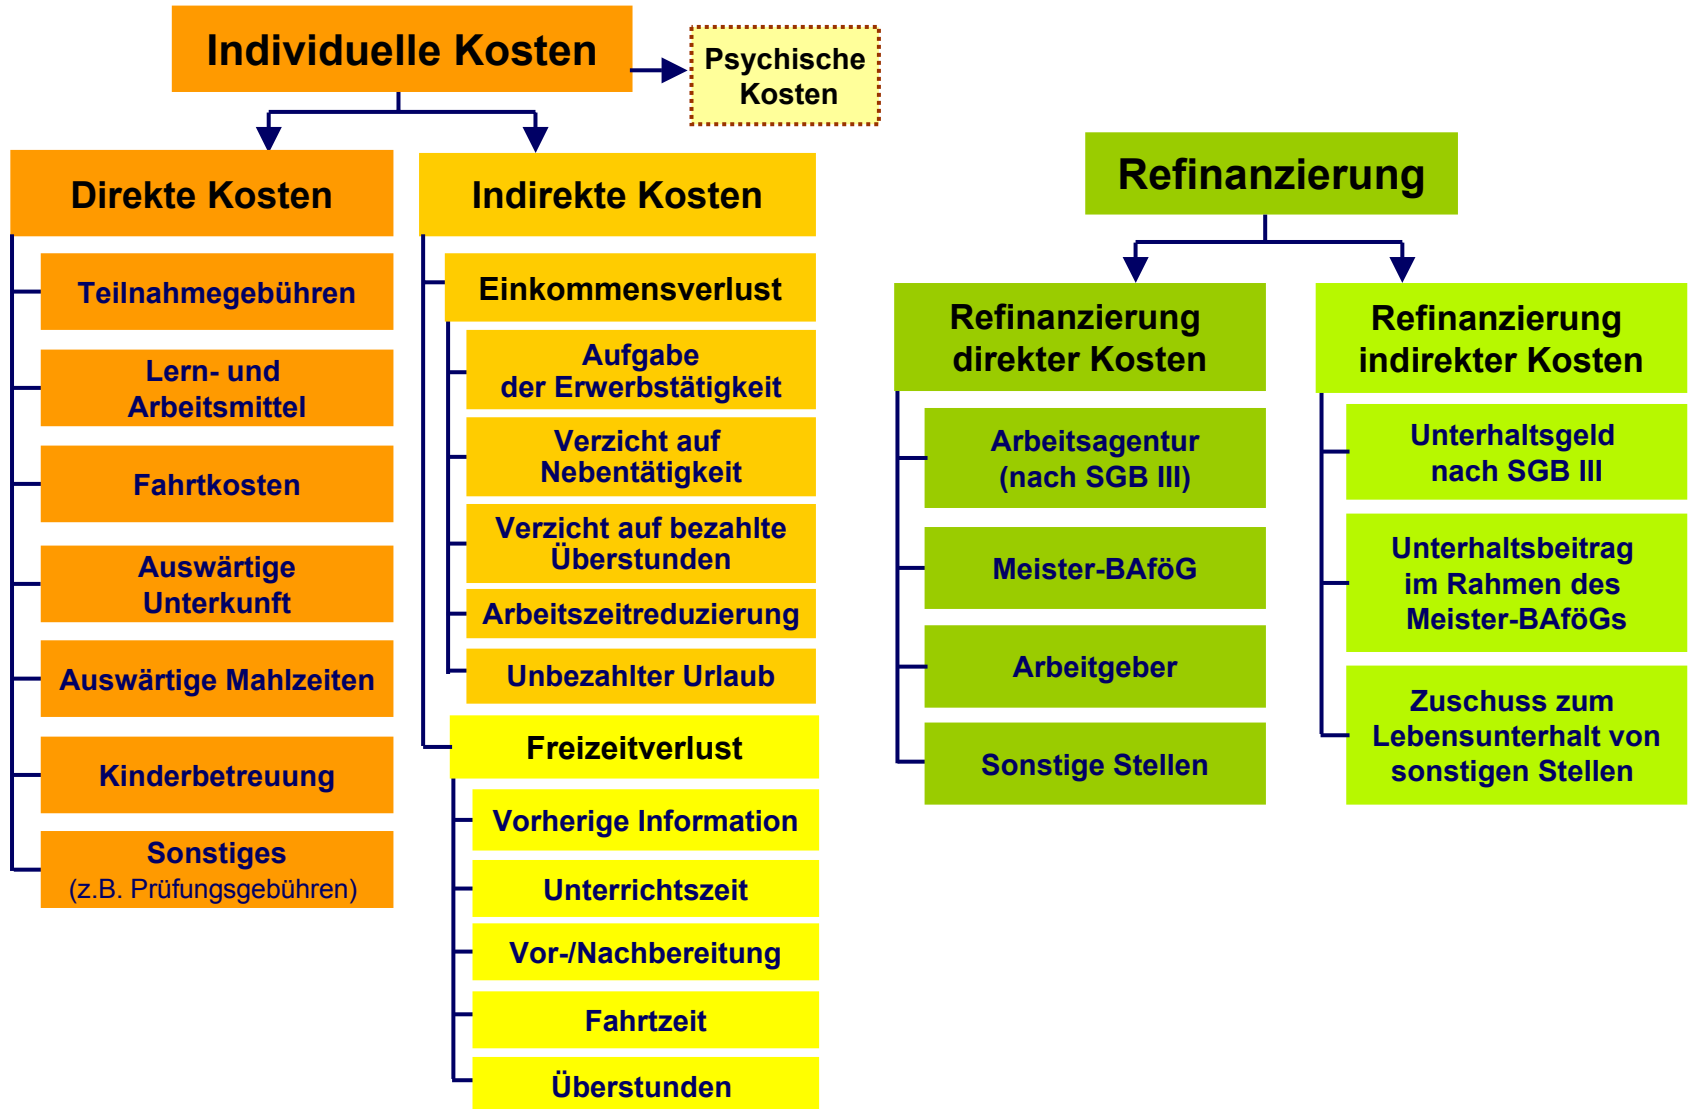 Individuelle Kosten
Psychische
Kosten
Direkte Kosten
Teilnahmegebühren
Lern- und
Arbeitsmittel
Fahrtkosten
Auswärtige
Unterkunft
Auswärtige Mahlzeiten
Kinderbetreuung
Sonstiges
(z.B. Prüfungsgebühren)
Indirekte Kosten
Einkommensverlust
Aufgabe
der Erwerbstätigkeit
Verzicht auf
Nebentätigkeit
Verzicht auf bezahlte
Überstunden
Arbeitszeitreduzierung
Unbezahlter Urlaub
Freizeitverlust
Vorherige Information
Unterrichtszeit
Vor-/Nachbereitung
Fahrtzeit
Überstunden
Refinanzierung
Refinanzierung
direkter Kosten
Arbeitsagentur
(nach SGB III)
Meister-BAföG
Arbeitgeber
Sonstige Stellen
Refinanzierung
indirekter Kosten
Unterhaltsgeld
nach SGB III
Unterhaltsbeitrag
im Rahmen des
Meister-BAföGs
Zuschuss zum
Lebensunterhalt von
sonstigen Stellen